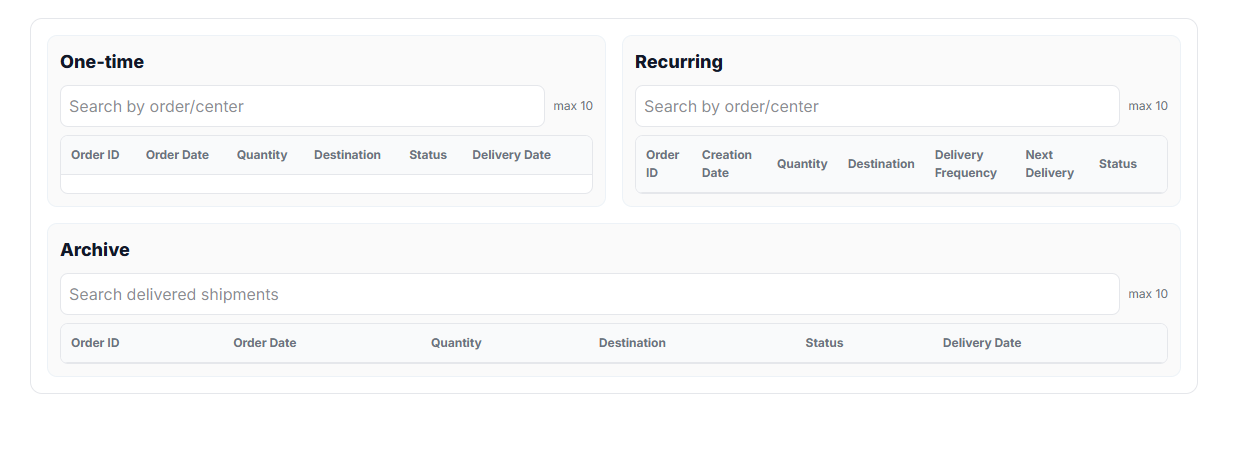 One-time
Search by order/center max 10
Order ID Order Date Quantity Destination Status Delivery Date
Recurring
Search by order/center max 10
Order ID Creation Date Quantity Destination Delivery Frequency Next Delivery Status
Archive
Search delivered shipments max 10
Order ID Order Date Quantity Destination Status Delivery Date